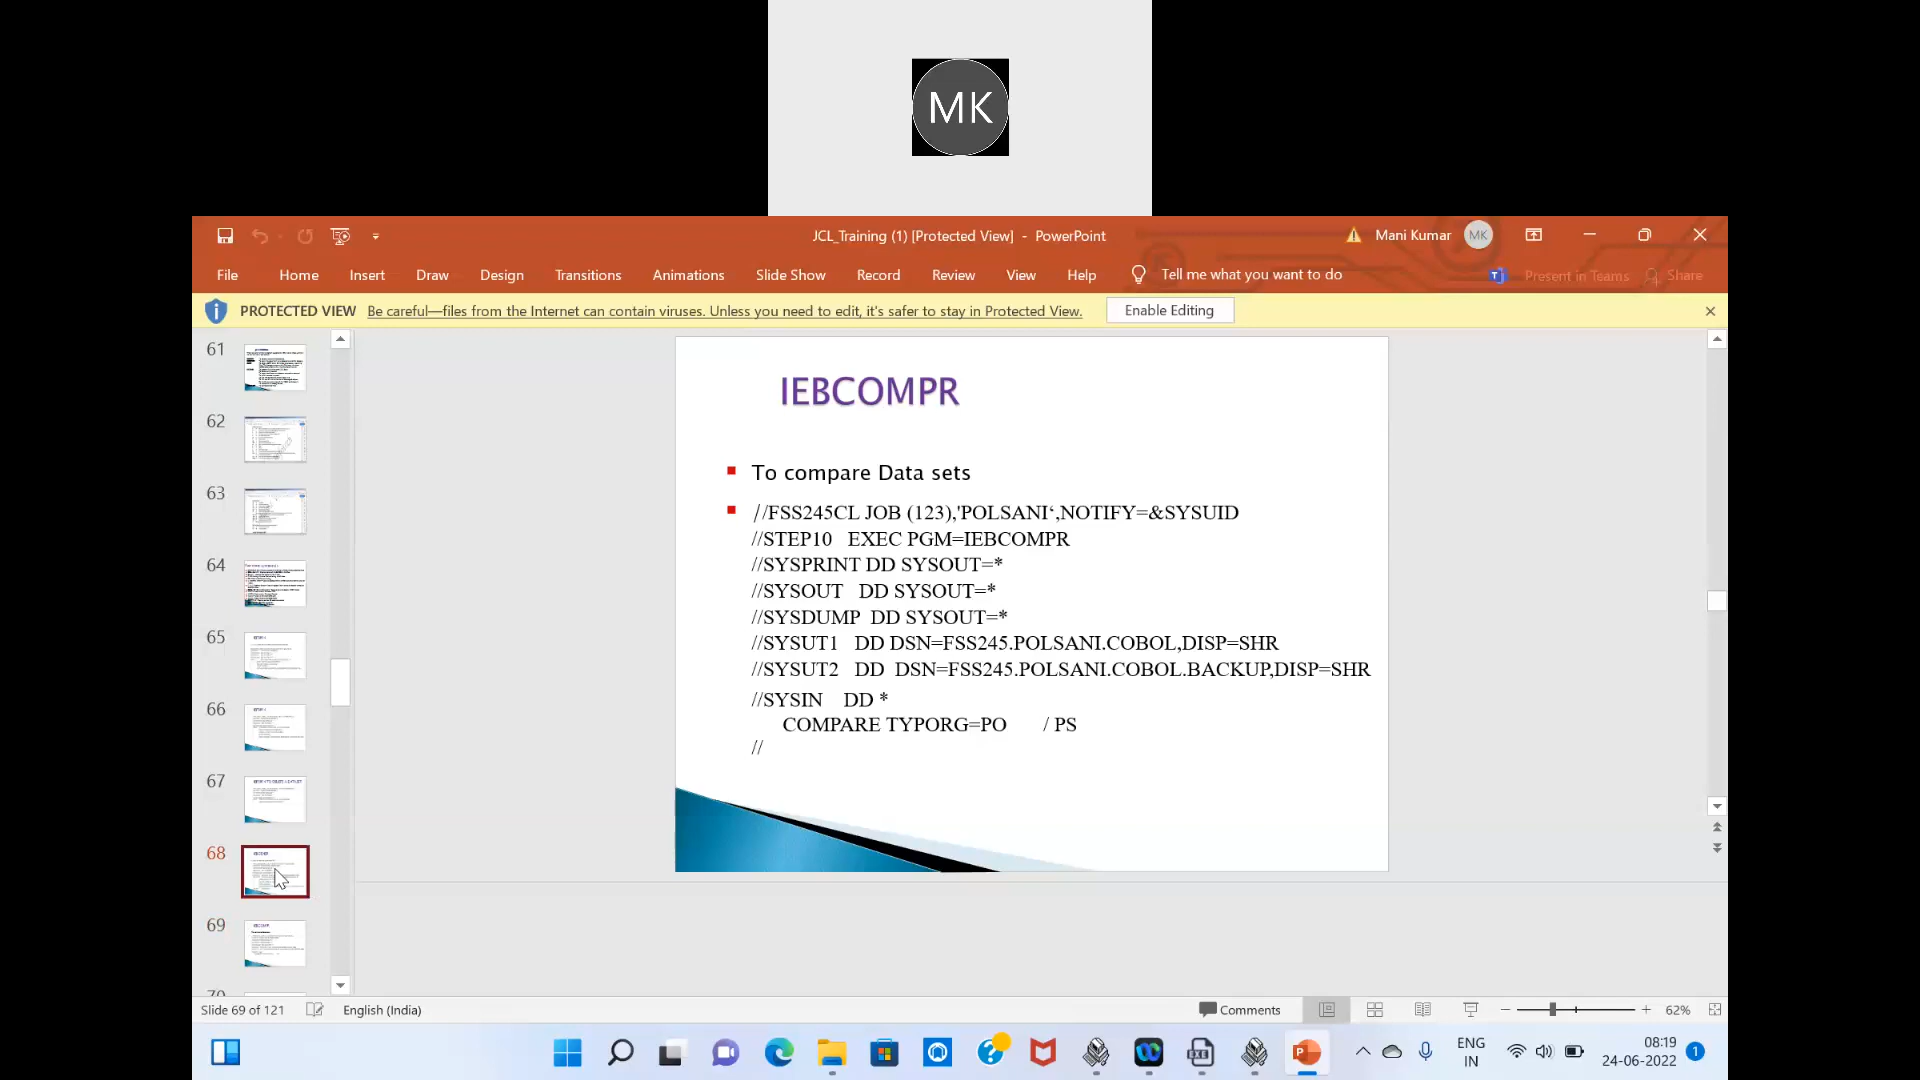 MK
JCL_Training (1) [Protected View] - PowerPoint
Mani Kumar
MK
File Home Insert Draw Design Transitions Animations Slide Show Record Review View Help Tell me what you want to do
Present in Teams Share
PROTECTED VIEW Be careful—files from the Internet can contain viruses. Unless you need to edit, it's safer to stay in Protected View. Enable Editing
61
62
63
64
65
66
67
68
69
70
IEBCOMPR
To compare Data sets
//FSS245CL JOB (123),'POLSANI‘,NOTIFY=&SYSUID
//STEP10 EXEC PGM=IEBCOMPR
//SYSPRINT DD SYSOUT=*
//SYSOUT DD SYSOUT=*
//SYSDUMP DD SYSOUT=*
//SYSUT1 DD DSN=FSS245.POLSANI.COBOL,DISP=SHR
//SYSUT2 DD DSN=FSS245.POLSANI.COBOL.BACKUP,DISP=SHR
//SYSIN DD *
COMPARE TYPORG=PO / PS
//
Slide 69 of 121 English (India) Comments 62%
ENG
IN
08:19
24-06-2022
1